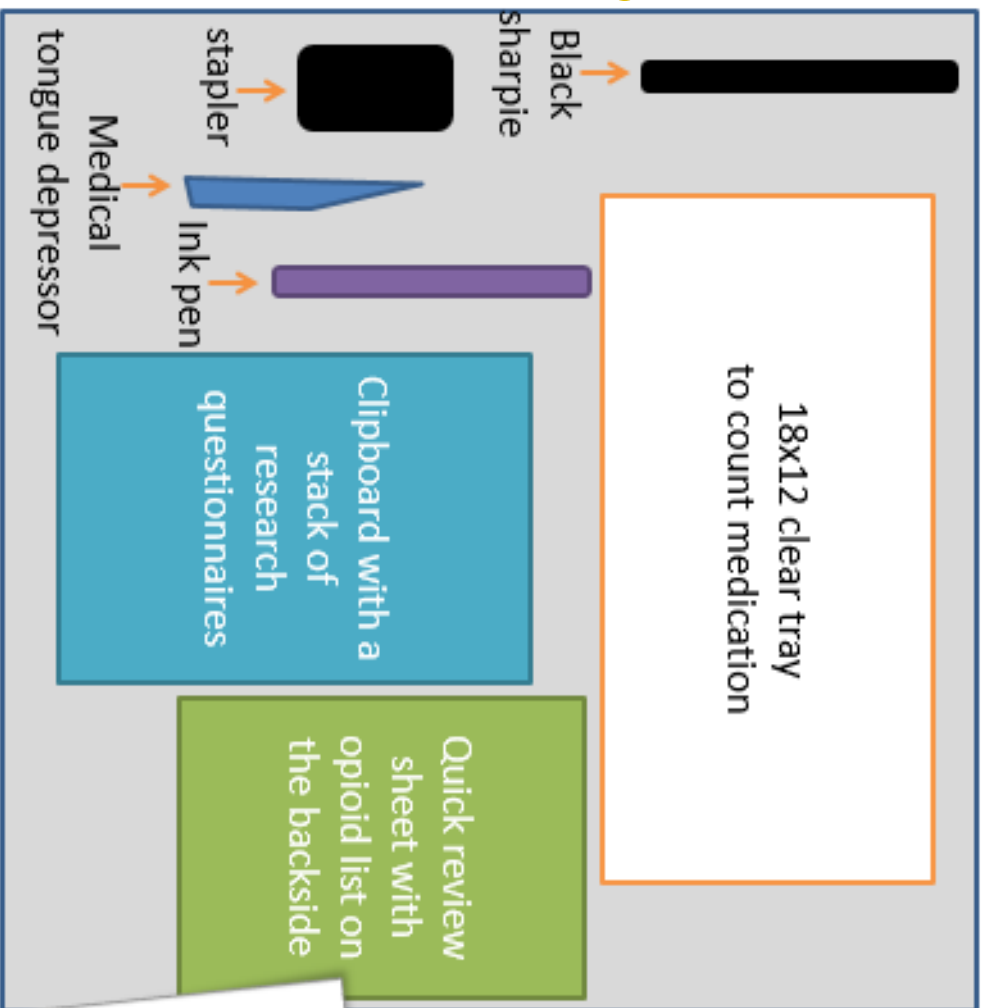 Black
sharpie
stapler
Medical
tongue depressor
Ink pen
18x12 clear tray
to count medication
Clipboard with a
stack of
research
questionnaires
Quick review
sheet with
opioid list on
the backside